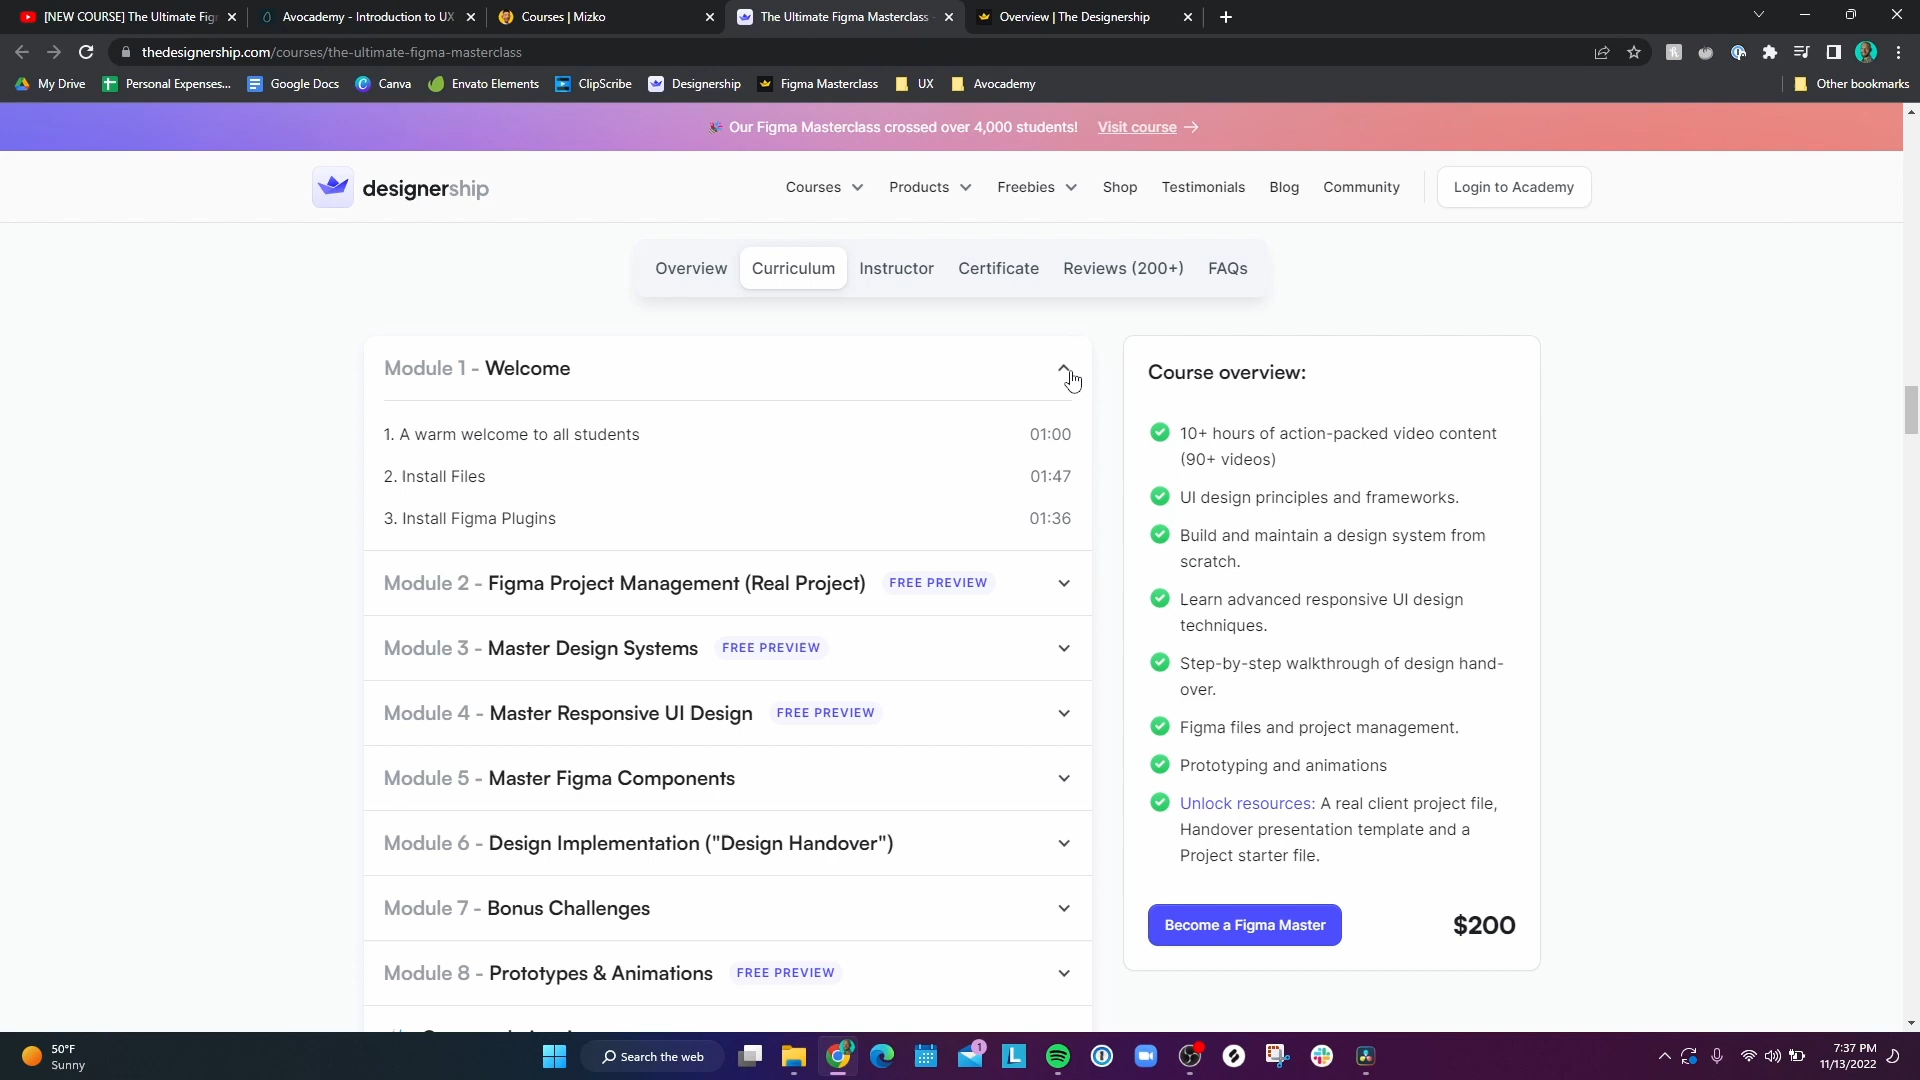 [NEW COURSE] The Ultimate Fig
Avocademy - Introduction to UX
Courses | Mizko
The Ultimate Figma Masterclass
Overview | The Designership
thedesignership.com/courses/the-ultimate-figma-masterclass
My Drive
Personal Expenses...
Google Docs
Canva
Envato Elements
ClipScribe
Designership
Figma Masterclass
UX
Avocademy
Other bookmarks
Our Figma Masterclass crossed over 4,000 students! Visit course →
designership
Courses
Products
Freebies
Shop
Testimonials
Blog
Community
Login to Academy
Overview
Curriculum
Instructor
Certificate
Reviews (200+)
FAQs
Module 1 - Welcome
1. A warm welcome to all students 01:00
2. Install Files 01:47
3. Install Figma Plugins 01:36
Module 2 - Figma Project Management (Real Project) FREE PREVIEW
Module 3 - Master Design Systems FREE PREVIEW
Module 4 - Master Responsive UI Design FREE PREVIEW
Module 5 - Master Figma Components
Module 6 - Design Implementation ("Design Handover")
Module 7 - Bonus Challenges
Module 8 - Prototypes & Animations FREE PREVIEW
Course overview:
10+ hours of action-packed video content
(90+ videos)
UI design principles and frameworks.
Build and maintain a design system from
scratch.
Learn advanced responsive UI design
techniques.
Step-by-step walkthrough of design hand-
over.
Figma files and project management.
Prototyping and animations
Unlock resources: A real client project file,
Handover presentation template and a
Project starter file.
Become a Figma Master $200
50°F
Sunny
Search the web
1
L
7:37 PM
11/13/2022